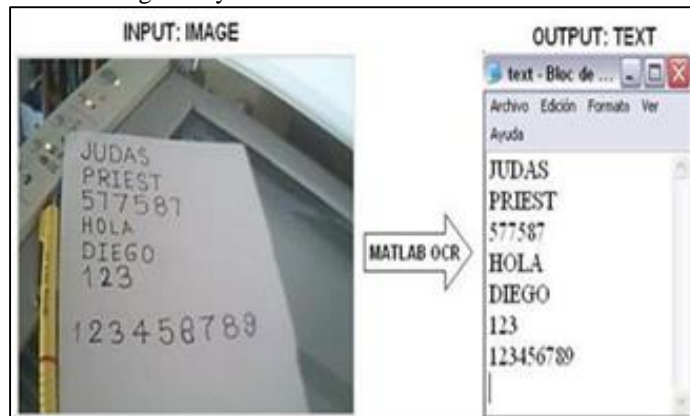 INPUT: IMAGE
JUDAS
PRIEST
577587
HOLA
DIEGO
123
123456789
MATLAB OCR
OUTPUT: TEXT
text - Bloc de ...
Archivo Edición Formato Ver
Ayuda
JUDAS
PRIEST
577587
HOLA
DIEGO
123
123456789